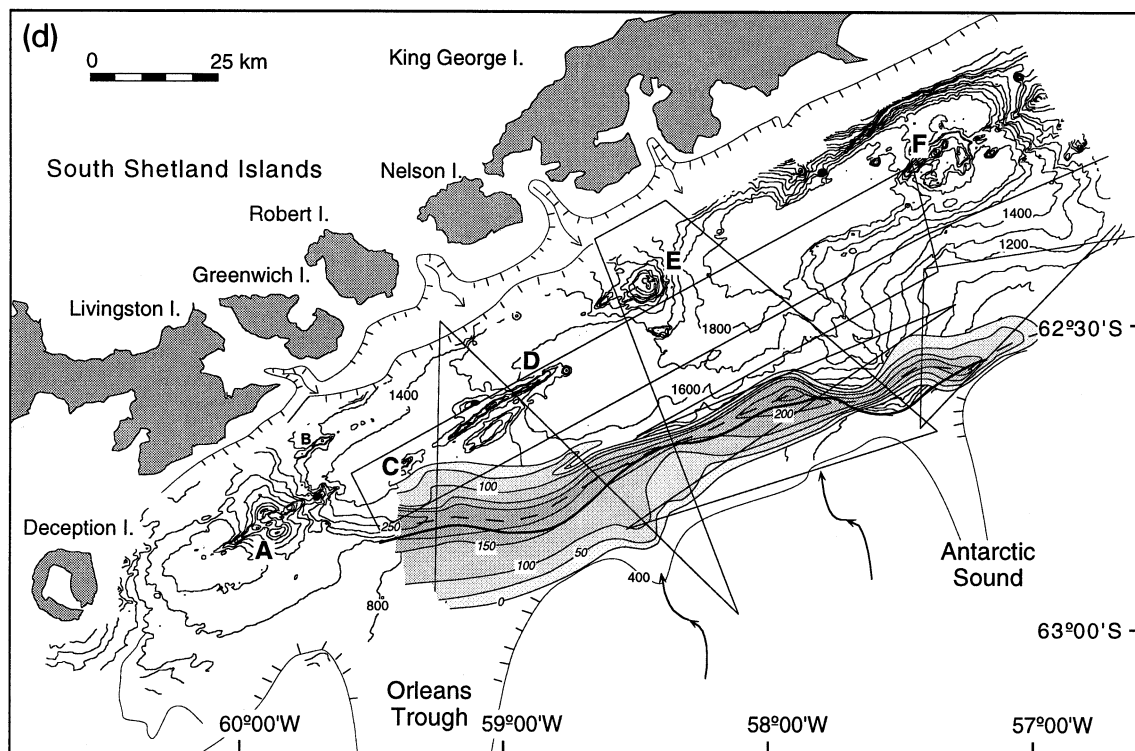 (d)
0
25 km
King George I.
South Shetland Islands
Nelson I.
Robert I.
Greenwich I.
Livingston I.
F
1400
1200
E
1800
62º30'S
D
1600
1400
200
B
C
100
250
A
Deception I.
150
100
50
400
0
800
Antarctic
Sound
63º00'S
Orleans
Trough
60º00'W
59º00'W
58º00'W
57º00'W